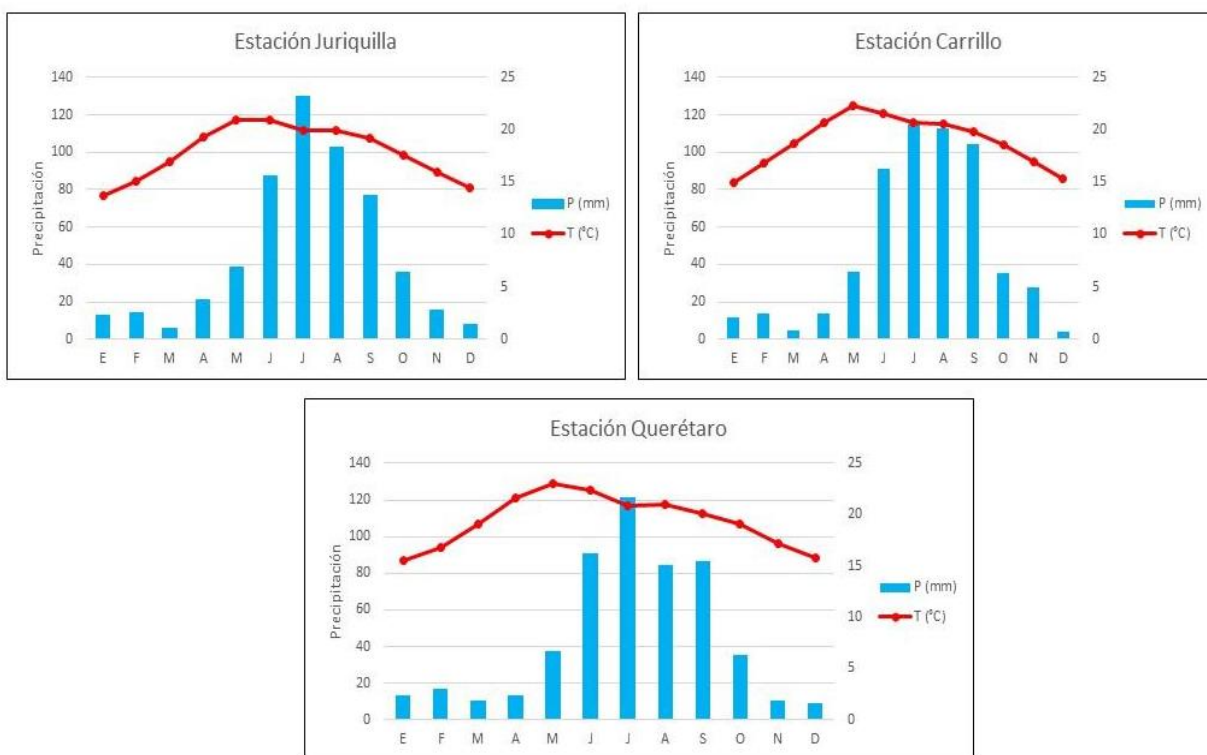 Estación Juriquilla
140
120
100
80
60
40
20
0
Precipitación
25
20
15
10
5
0
E F M A M J J A S O N D
P (mm)
T (°C)
Estación Carrillo
140
120
100
80
60
40
20
0
Precipitación
25
20
15
10
5
0
E F M A M J J A S O N D
P (mm)
T (°C)
Estación Querétaro
140
120
100
80
60
40
20
0
Precipitación
25
20
15
10
5
0
E F M A M J J A S O N D
P (mm)
T (°C)